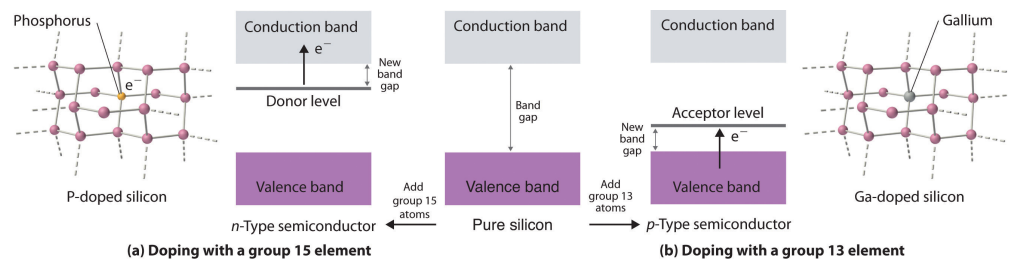 Phosphorus
e−
P-doped silicon
Conduction band
e−
New
band
gap
Donor level
Valence band
n-Type semiconductor
Add
group 15
atoms
Conduction band
Band
gap
Valence band
Pure silicon
Add
group 13
atoms
Conduction band
Acceptor level
New
band
gap
e−
Valence band
p-Type semiconductor
Gallium
Ga-doped silicon
(a) Doping with a group 15 element
(b) Doping with a group 13 element